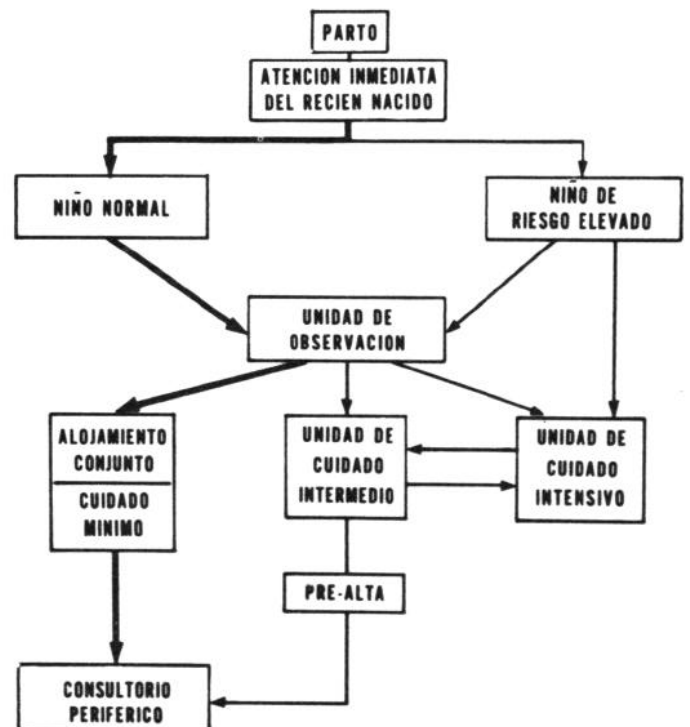 PARTO
ATENCION INMEDIATA
DEL RECIEN NACIDO
NIÑO NORMAL
NIÑO DE
RIESGO ELEVADO
UNIDAD DE
OBSERVACION
ALOJAMIENTO
CONJUNTO
CUIDADO
MINIMO
UNIDAD DE
CUIDADO
INTERMEDIO
UNIDAD DE
CUIDADO
INTENSIVO
PRE-ALTA
CONSULTORIO
PERIFERICO